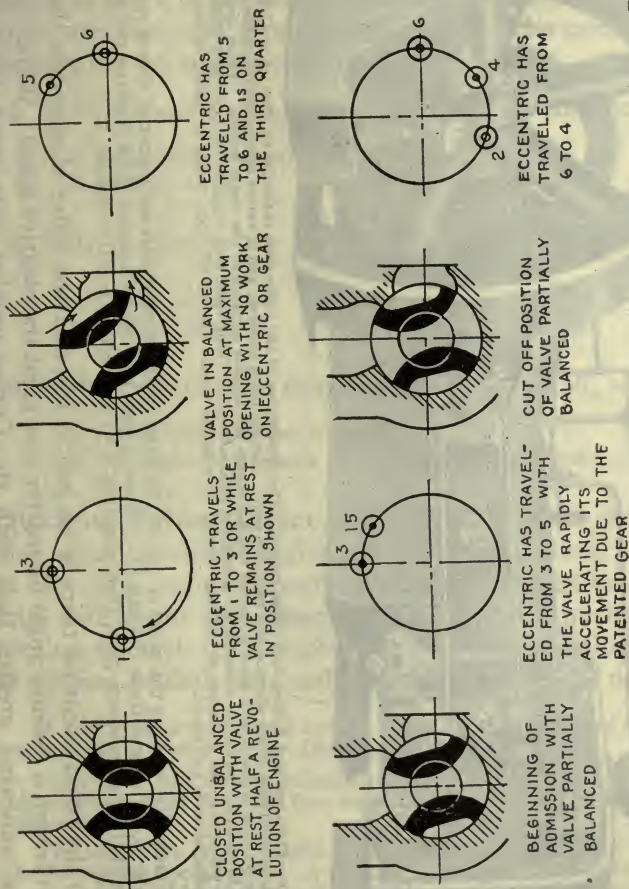 CLOSED UNBALANCED
POSITION WITH VALVE
AT REST HALF A REVO-
LUTION OF ENGINE
3
1
ECCENTRIC TRAVELS
FROM 1 TO 3 OR WHILE
VALVE REMAINS AT REST
IN POSITION SHOWN
VALVE IN BALANCED
POSITION AT MAXIMUM
OPENING WITH NO WORK
ON ECCENTRIC OR GEAR
5
6
ECCENTRIC HAS
TRAVELED FROM 5
TO 6 AND IS ON
THE THIRD QUARTER
BEGINNING OF
ADMISSION WITH
VALVE PARTIALLY
BALANCED
3 15
ECCENTRIC HAS TRAVEL-
ED FROM 3 TO 5 WITH
THE VALVE RAPIDLY
ACCELERATING ITS
MOVEMENT DUE TO THE
PATENTED GEAR
CUT OFF POSITION
OF VALVE PARTIALLY
BALANCED
6
4
2
ECCENTRIC HAS
TRAVELED FROM
6 TO 4